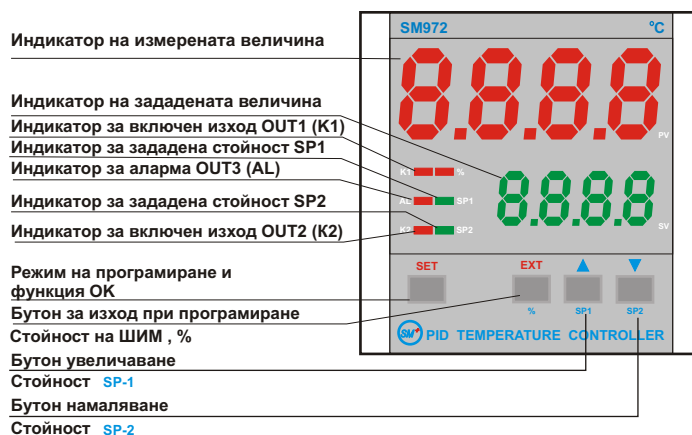 SM972 °C
Индикатор на измерената величина
8.8.8.8
PV
Индикатор на зададената величина
Индикатор за включен изход OUT1 (K1)
Индикатор за зададена стойност SP1
Индикатор за аларма OUT3 (AL)
Индикатор за зададена стойност SP2
Индикатор за включен изход OUT2 (K2)
K1 %
AL SP1
K2 SP2
8.8.8.8
SV
SET EXT ▲ ▼
% SP1 SP2
SM PID TEMPERATURE CONTROLLER
Режим на програмиране и
функция OK
Бутон за изход при програмиране
Стойност на ШИМ , %
Бутон увеличаване
Стойност SP-1
Бутон намаляване
Стойност SP-2